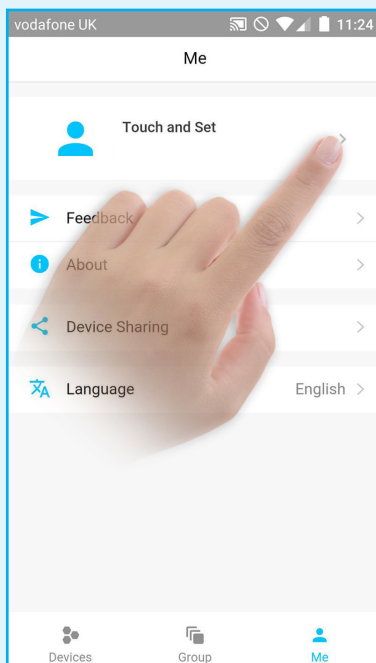 vodafone UK 11:24
Me
Touch and Set
Feedback
About
Device Sharing
Language English
Devices Group Me